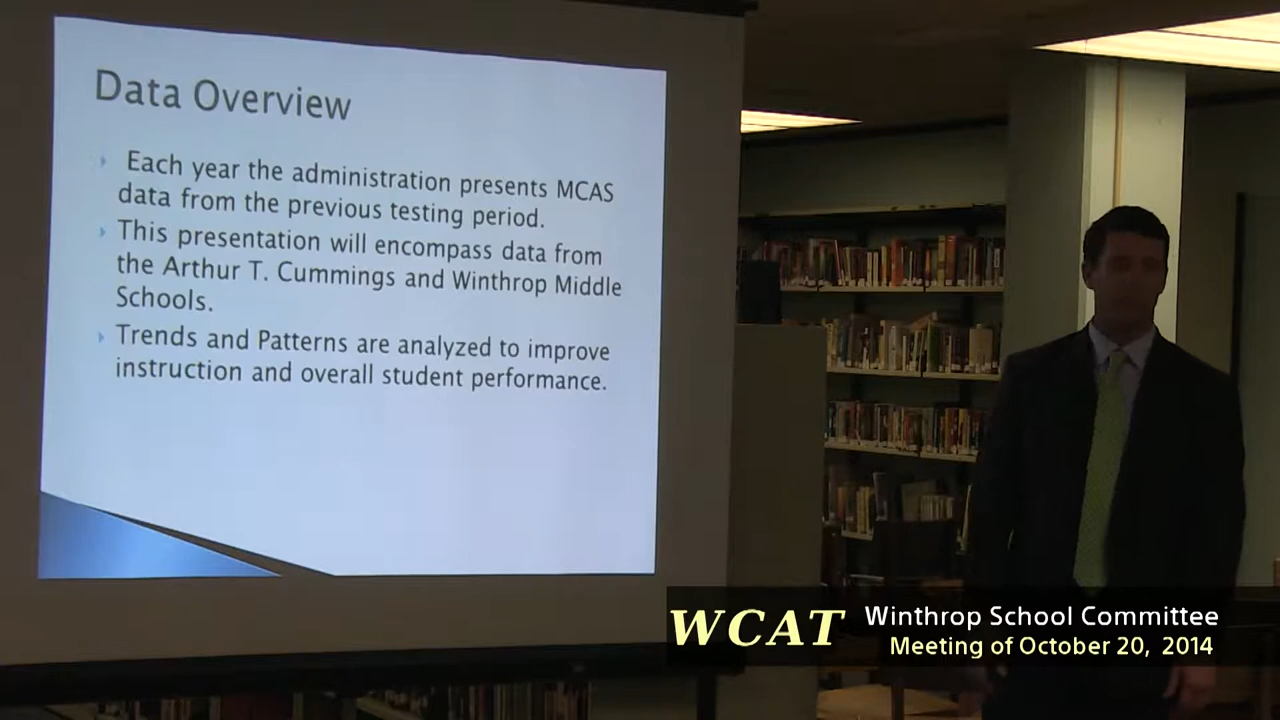 Data Overview
Each year the administration presents MCAS
data from the previous testing period.
This presentation will encompass data from
the Arthur T. Cummings and Winthrop Middle
Schools.
Trends and Patterns are analyzed to improve
instruction and overall student performance.
WCAT
Winthrop School Committee
Meeting of October 20, 2014